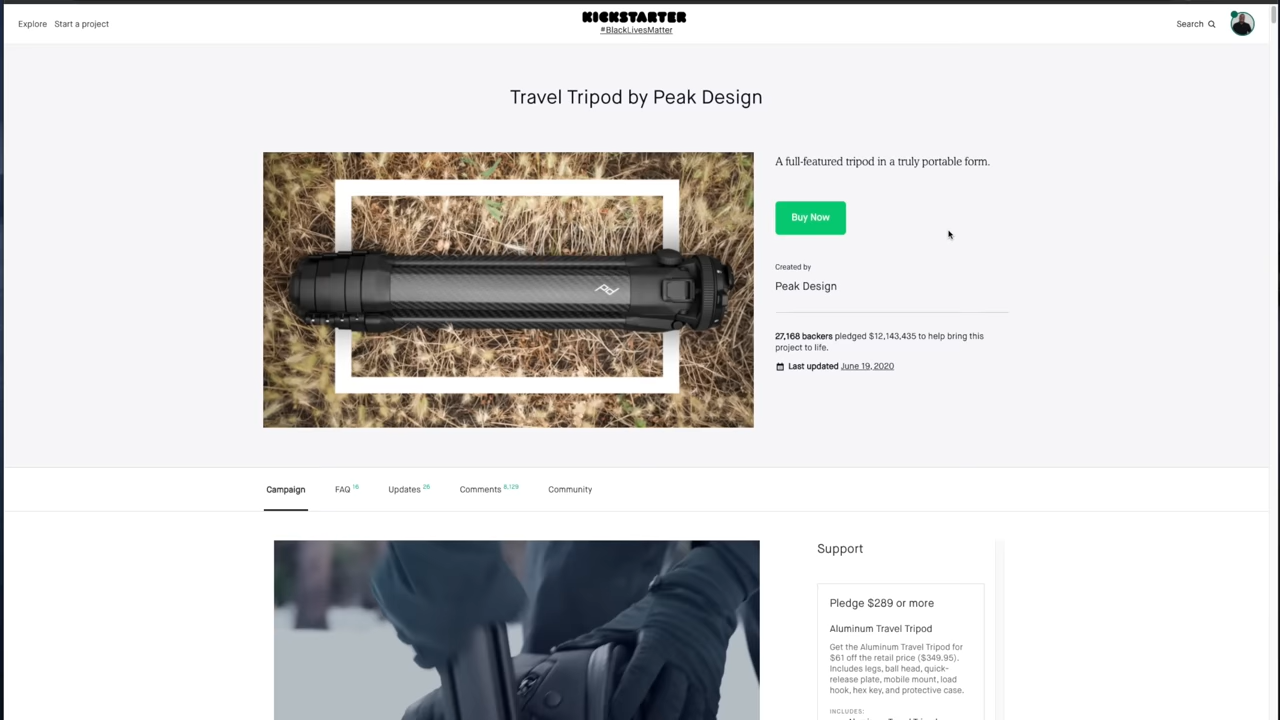 Explore Start a project
KICKSTARTER
#BlackLivesMatter
Search
Travel Tripod by Peak Design
A full-featured tripod in a truly portable form.
Buy Now
Created by
Peak Design
27,168 backers pledged $12,143,435 to help bring this
project to life.
Last updated June 19, 2020
Campaign FAQ 16 Updates 26 Comments 8,129 Community
Support
Pledge $289 or more
Aluminum Travel Tripod
Get the Aluminum Travel Tripod for
$61 off the retail price ($349.95).
Includes legs, ball head, quick-
release plate, mobile mount, load
hook, hex key, and protective case.
INCLUDES: